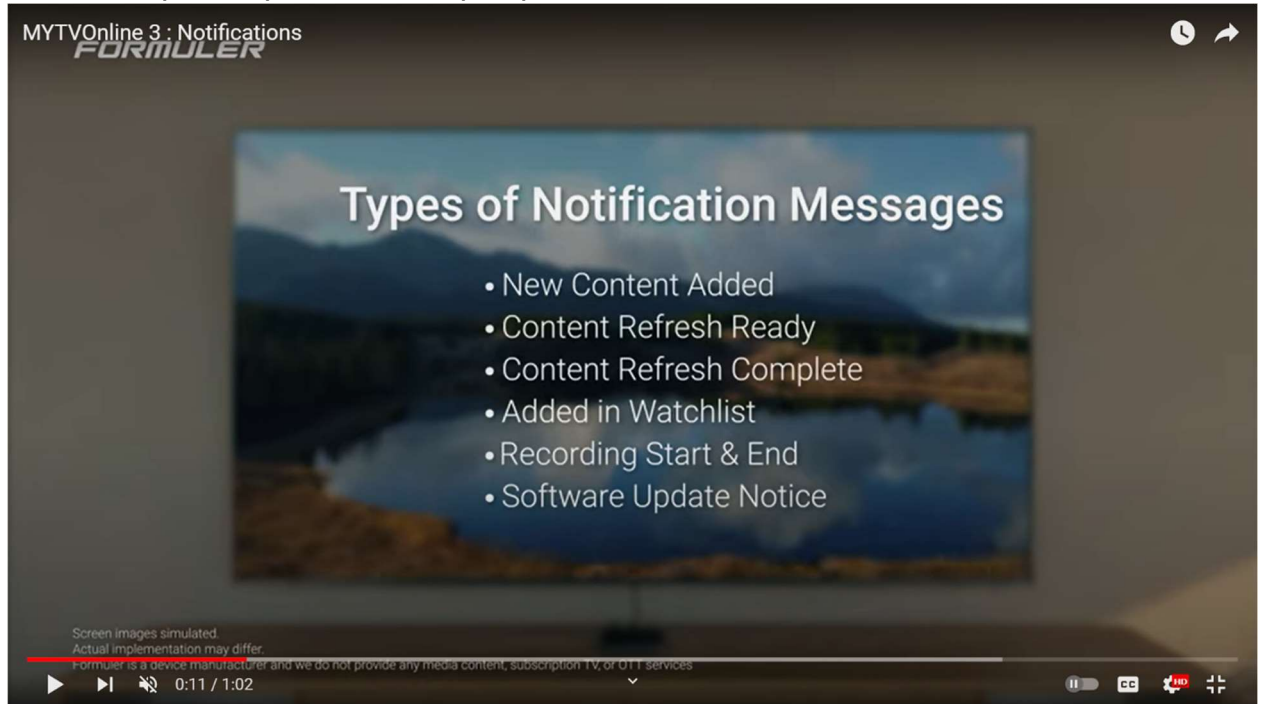 MYTVOnline 3 : Notifications
FORMULER
Types of Notification Messages
• New Content Added
• Content Refresh Ready
• Content Refresh Complete
• Added in Watchlist
• Recording Start & End
• Software Update Notice
Screen images simulated.
Actual implementation may differ.
Formuler is a device manufacturer and we do not provide any media content, subscription TV, or OTT services
0:11 / 1:02
CC
HD